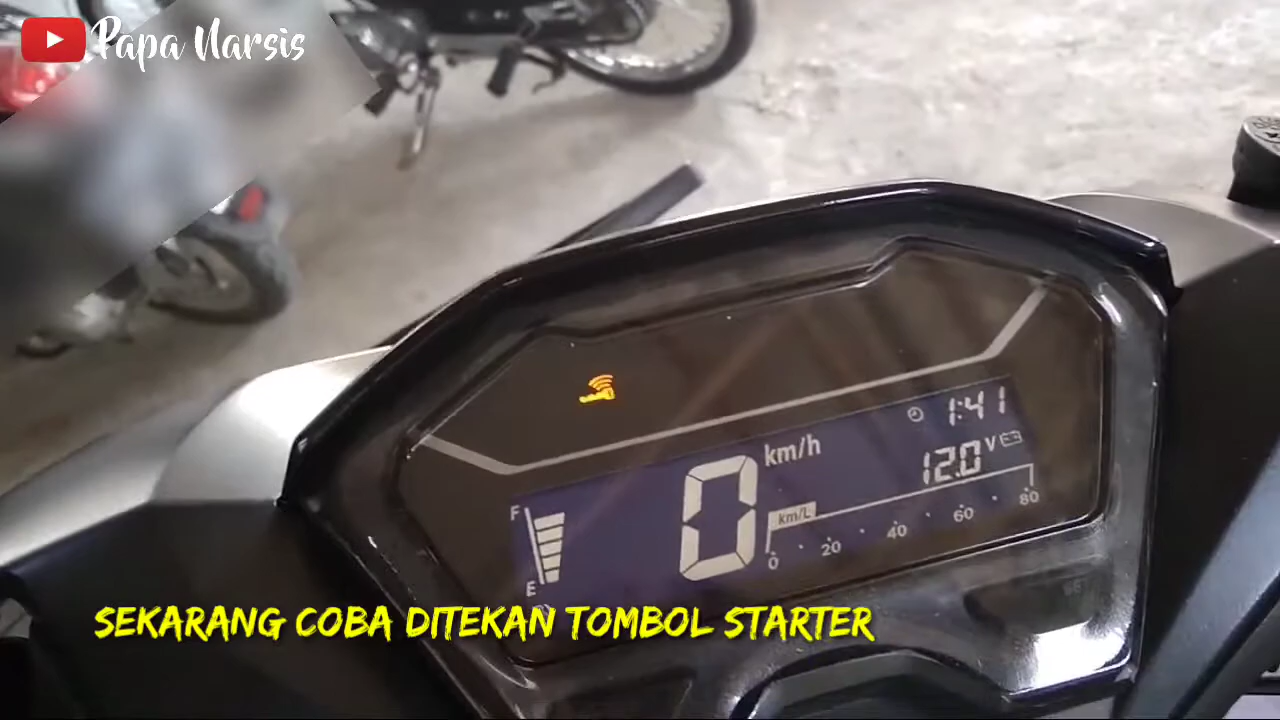 Papa Narsis
1:41
km/h
12.0 V
F
0
km/L
80
60
40
20
0
E
SEKARANG COBA DITEKAN TOMBOL STARTER